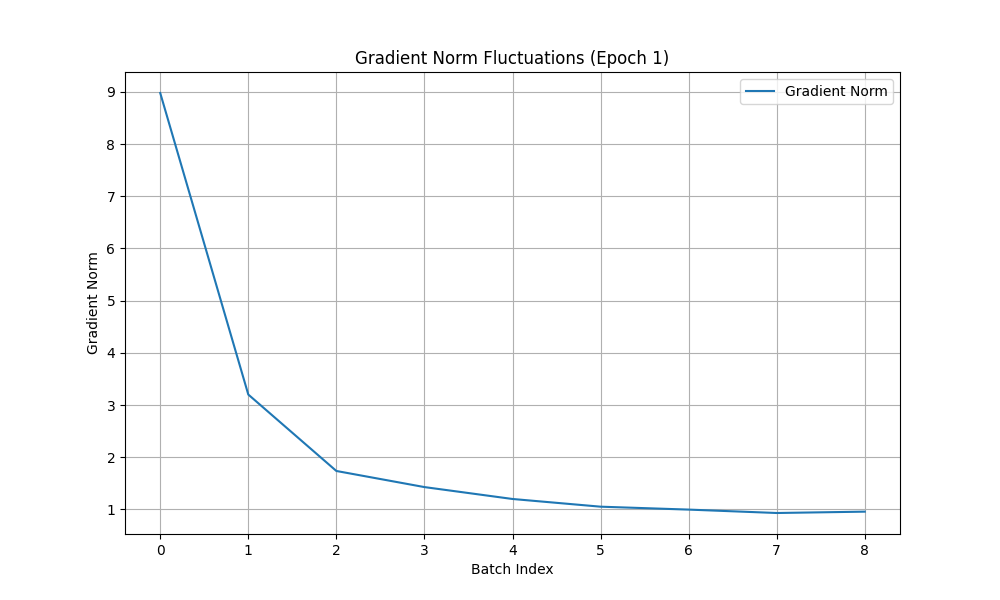 Gradient Norm Fluctuations (Epoch 1)
Gradient Norm
9
8
7
6
5
4
3
2
1
Gradient Norm
0 1 2 3 4 5 6 7 8
Batch Index